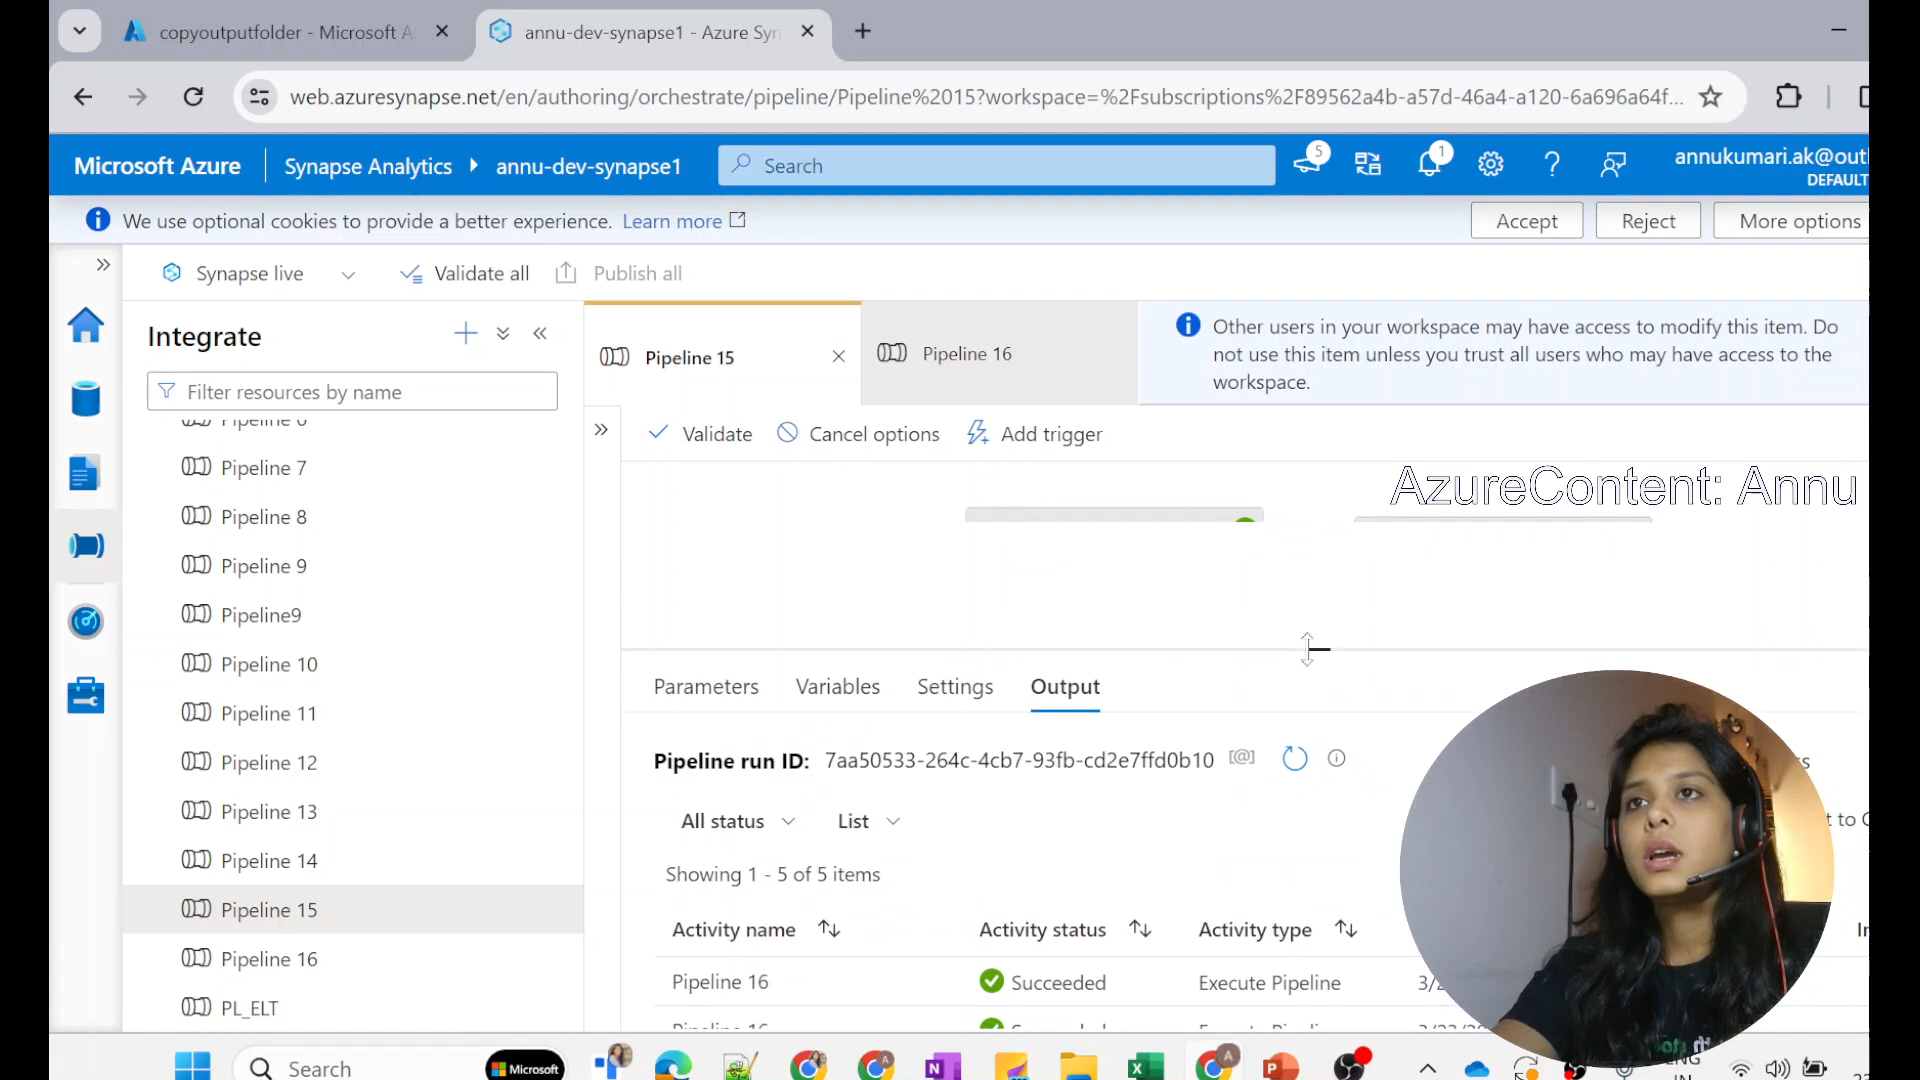 copyoutputfolder - Microsoft A
annu-dev-synapse1 - Azure Syn
web.azuresynapse.net/en/authoring/orchestrate/pipeline/Pipeline%2015?workspace=%2Fsubscriptions%2F89562a4b-a57d-46a4-a120-6a696a64f...
Microsoft Azure
Synapse Analytics
annu-dev-synapse1
Search
5
1
annukumari.ak@out
DEFAULT
We use optional cookies to provide a better experience. Learn more
Accept
Reject
More options
Synapse live
Validate all
Publish all
Integrate
Filter resources by name
Pipeline 6
Pipeline 7
Pipeline 8
Pipeline 9
Pipeline9
Pipeline 10
Pipeline 11
Pipeline 12
Pipeline 13
Pipeline 14
Pipeline 15
Pipeline 16
PL_ELT
Pipeline 15
Pipeline 16
Other users in your workspace may have access to modify this item. Do
not use this item unless you trust all users who may have access to the
workspace.
Validate
Cancel options
Add trigger
AzureContent: Annu
Parameters
Variables
Settings
Output
Pipeline run ID: 7aa50533-264c-4cb7-93fb-cd2e7ffd0b10
All status
List
Showing 1 - 5 of 5 items
Activity name
Activity status
Activity type
Pipeline 16
Succeeded
Execute Pipeline
Search
Microsoft
ENG
IN